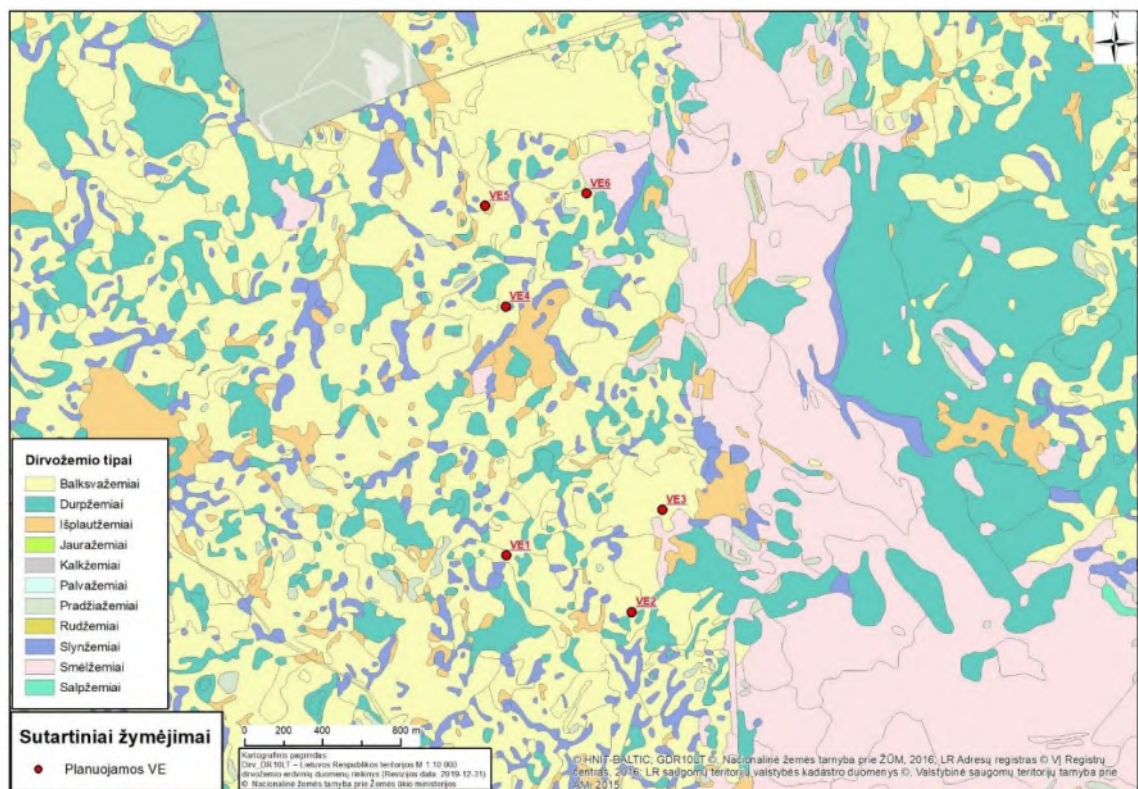 N
VE5
VE6
VE4
VE3
VE1
VE2
Dirvožemio tipai
Balksvažemiai
Durpžemiai
Išplautžemiai
Jauražemiai
Kalkžemiai
Palvažemiai
Pradžiažemiai
Rudžemiai
Slynžemiai
Smėlžemiai
Salpžemiai
Sutartiniai žymėjimai
Planuojamos VE
0 200 400 800 m
Kartografinis pagrindas:
Dirv_DR10LT – Lietuvos Respublikos teritorijos M 1:10 000
dirvožemio erdvinių duomenų rinkinys (Revizijos data: 2019-12-31)
© Nacionalinė žemės tarnyba prie Žemės ūkio ministerijos
© HNIT-BALTIC, GDR10LT ©, Nacionalinė žemės tarnyba prie ŽŪM, 2016; LR Adresų registras © VĮ Registrų
centras, 2016; LR saugomų teritorijų valstybės kadastro duomenys ©, Valstybinė saugomų teritorijų tarnyba prie
AM, 2015